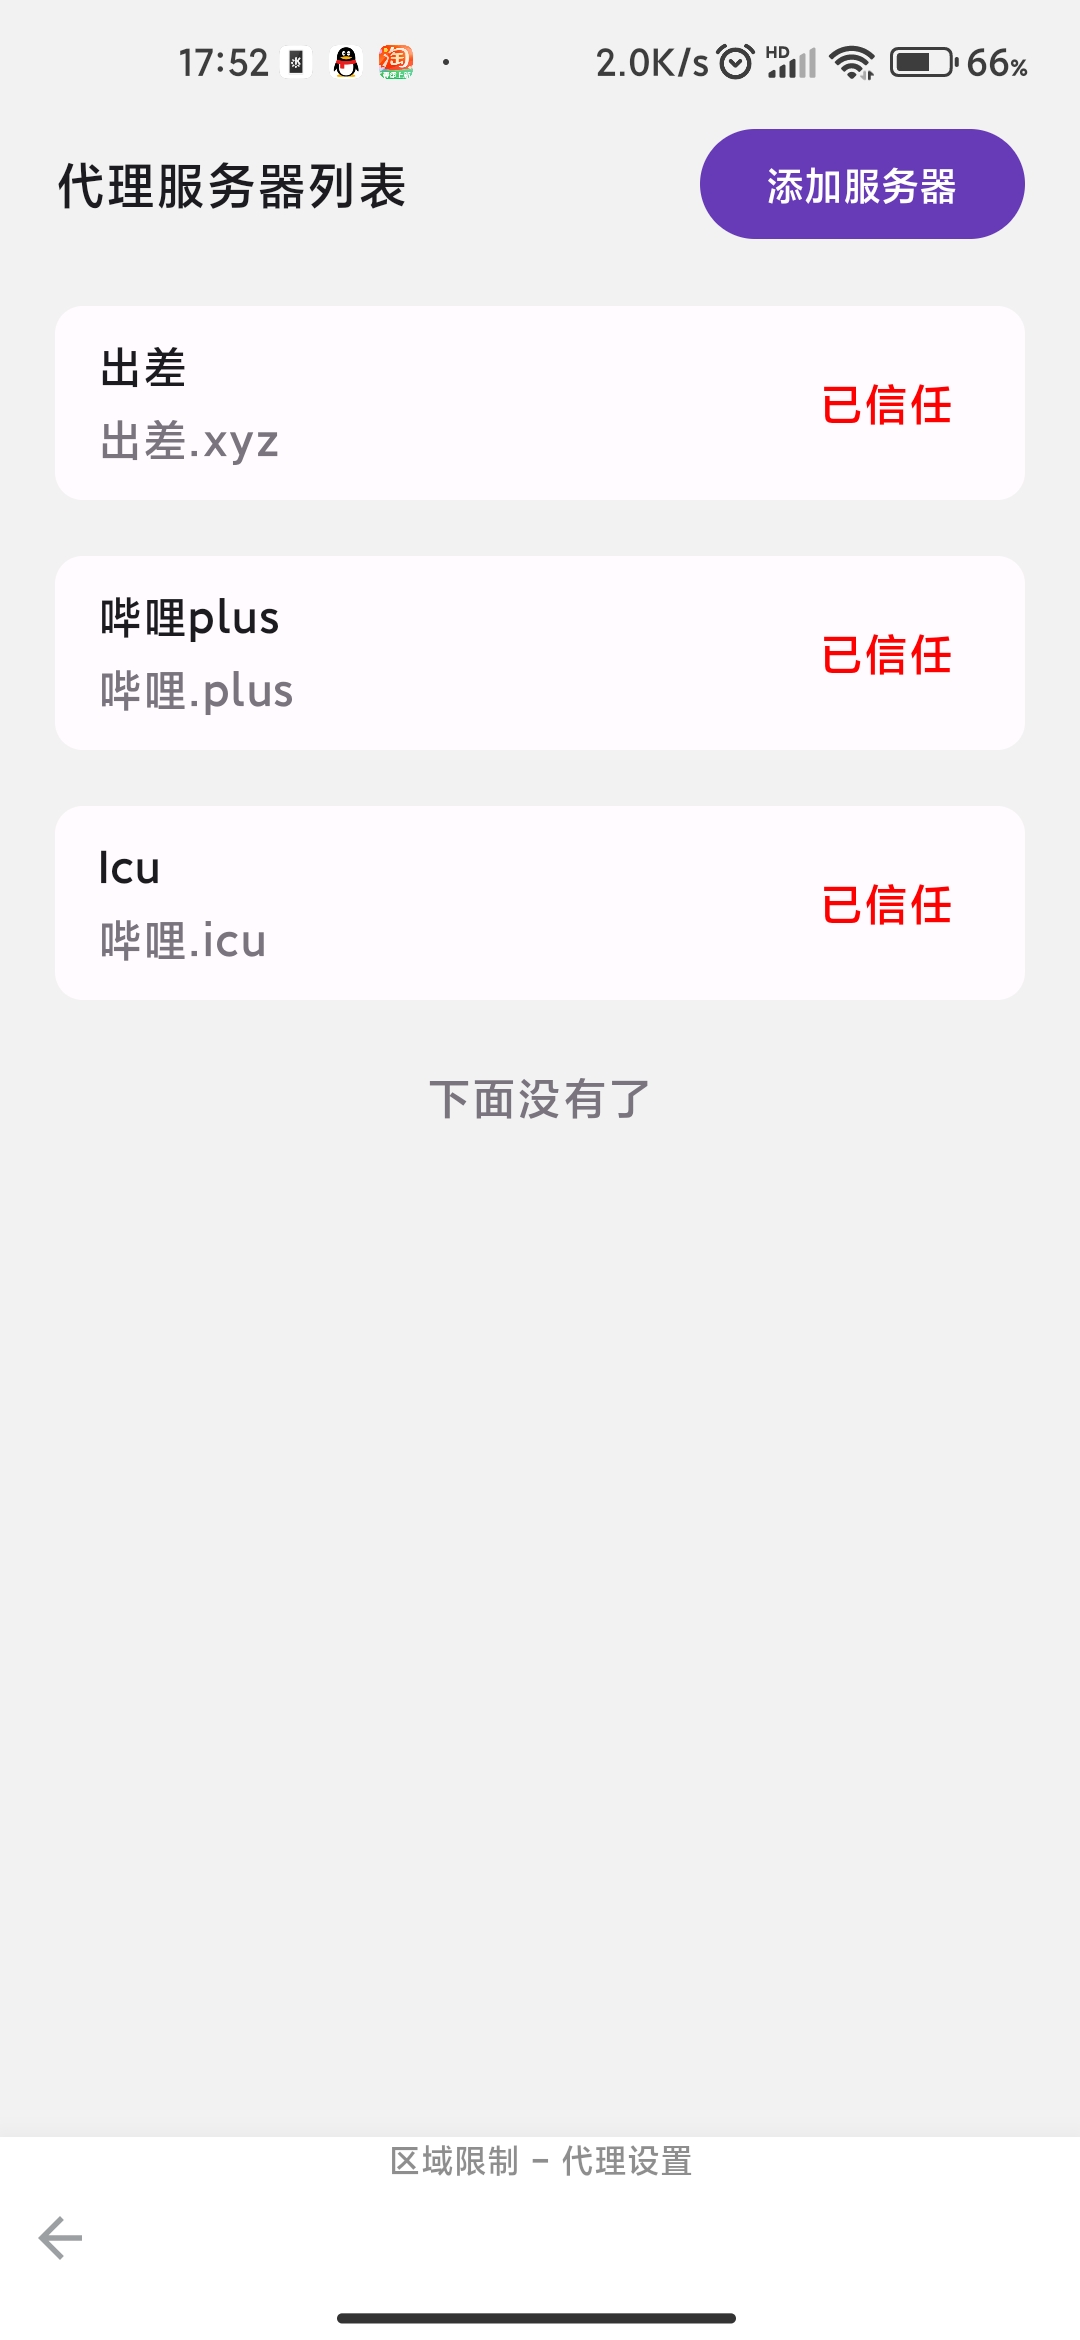 17:52
2.0K/s HD 66%
代理服务器列表
添加服务器
出差
出差.xyz
已信任
哔哩plus
哔哩.plus
已信任
Icu
哔哩.icu
已信任
下面没有了
区域限制 - 代理设置